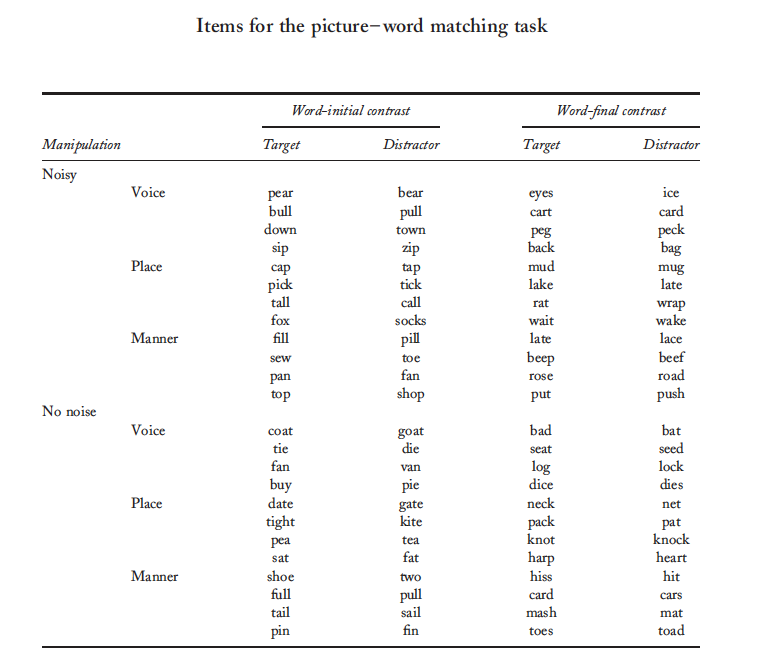 Items for the picture–word matching task
Word-initial contrast Word-final contrast
Manipulation Target Distractor Target Distractor
Noisy
Voice pear bear eyes ice
bull pull cart card
down town peg peck
sip zip back bag
Place cap tap mud mug
pick tick lake late
tall call rat wrap
fox socks wait wake
Manner fill pill late lace
sew toe beep beef
pan fan rose road
top shop put push
No noise
Voice coat goat bad bat
tie die seat seed
fan van log lock
buy pie dice dies
Place date gate neck net
tight kite pack pat
pea tea knot knock
sat fat harp heart
Manner shoe two hiss hit
full pull card cars
tail sail mash mat
pin fin toes toad